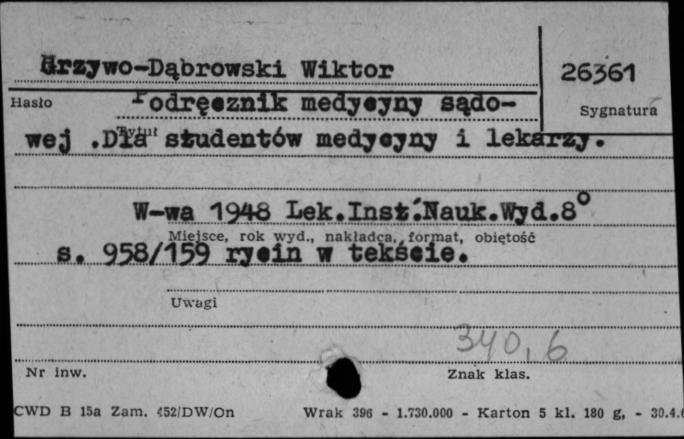 Grzywo-Dąbrowski Wiktor
26361
Hasło
Podręcznik medycyny sądo-
Sygnatura
Tytuł
wej .Dla studentów medycyny i lekarzy.
W-wa 1948 Lek.Inst.Nauk.Wyd.8°
Miejsce, rok wyd., nakładca, format, objętość
s. 958/159 rycin w tekście.
Uwagi
340,6
Nr inw.
Znak klas.
CWD B 15a Zam. 452/DW/On
Wrak 396 - 1.730.000 - Karton 5 kl. 180 g, - 30.4.